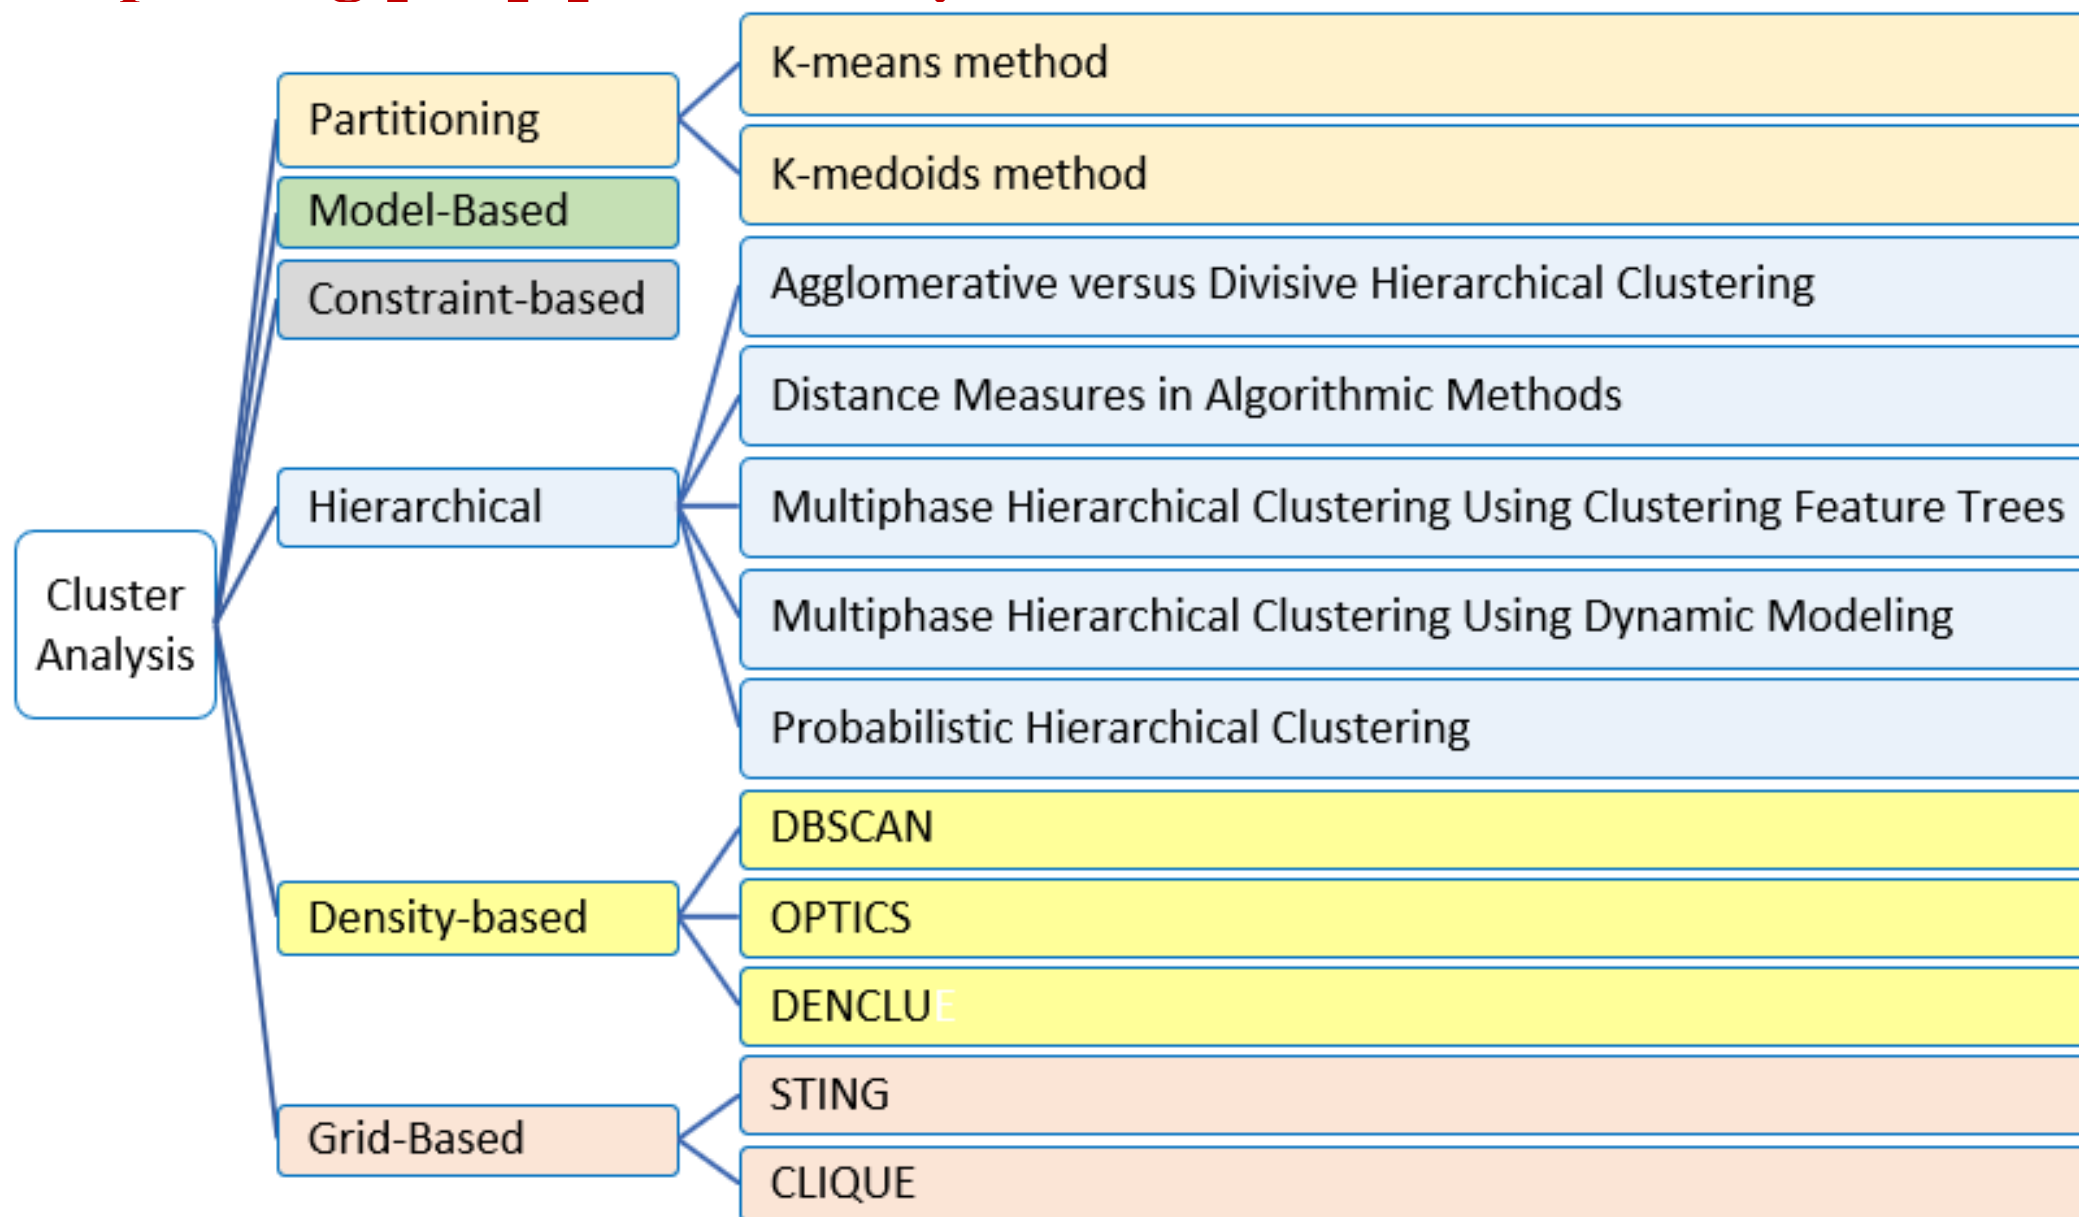 K-means method
Partitioning
K-medoids method
Model-Based
Agglomerative versus Divisive Hierarchical Clustering
Constraint-based
Distance Measures in Algorithmic Methods
Hierarchical
Multiphase Hierarchical Clustering Using Clustering Feature Trees
Cluster
Analysis
Multiphase Hierarchical Clustering Using Dynamic Modeling
Probabilistic Hierarchical Clustering
DBSCAN
Density-based
OPTICS
DENCLUE
STING
Grid-Based
CLIQUE